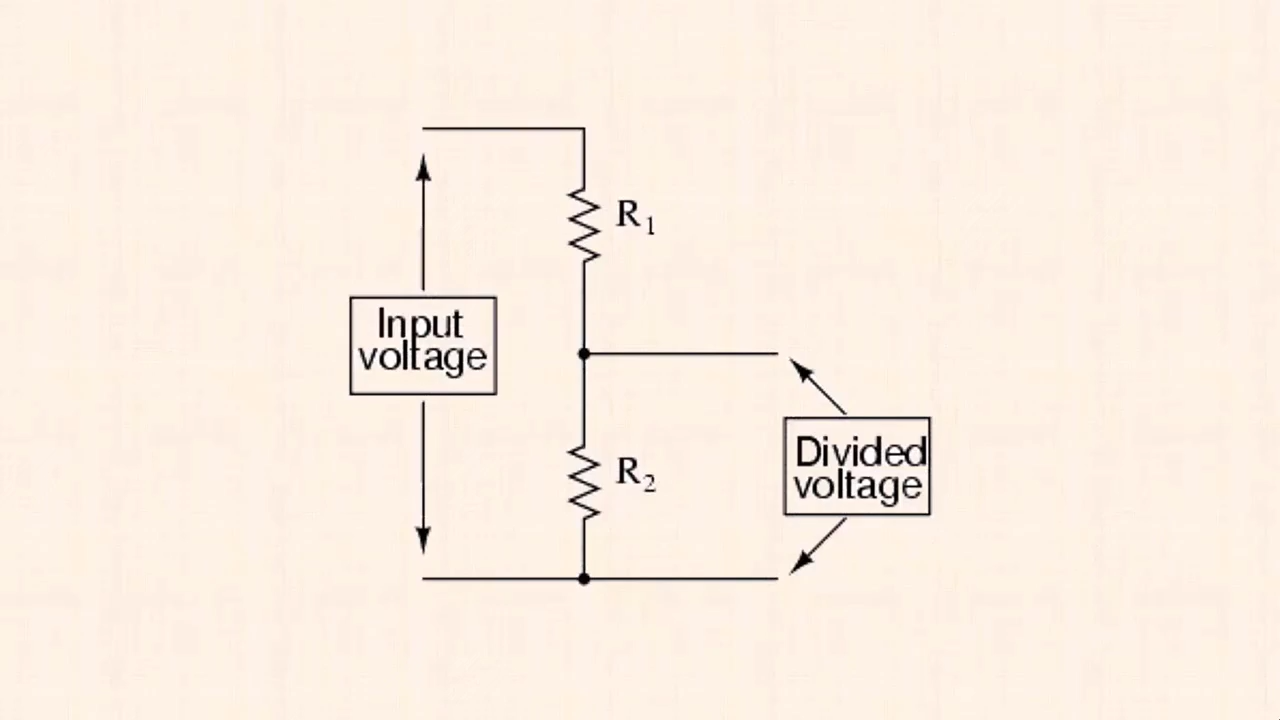 R₁
Input
voltage
R₂
Divided
voltage